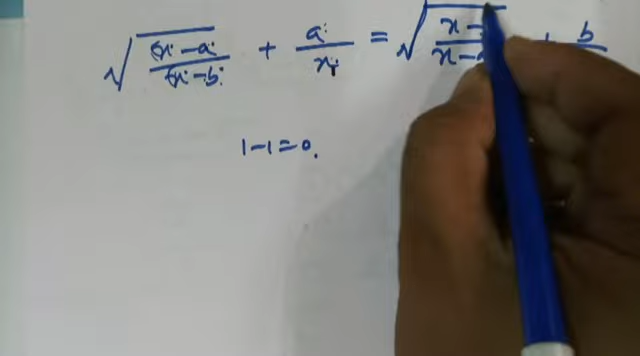 √((x-a)/(x-b)) + a/x = √((x-)/(x-)) + b/
1-1=0.